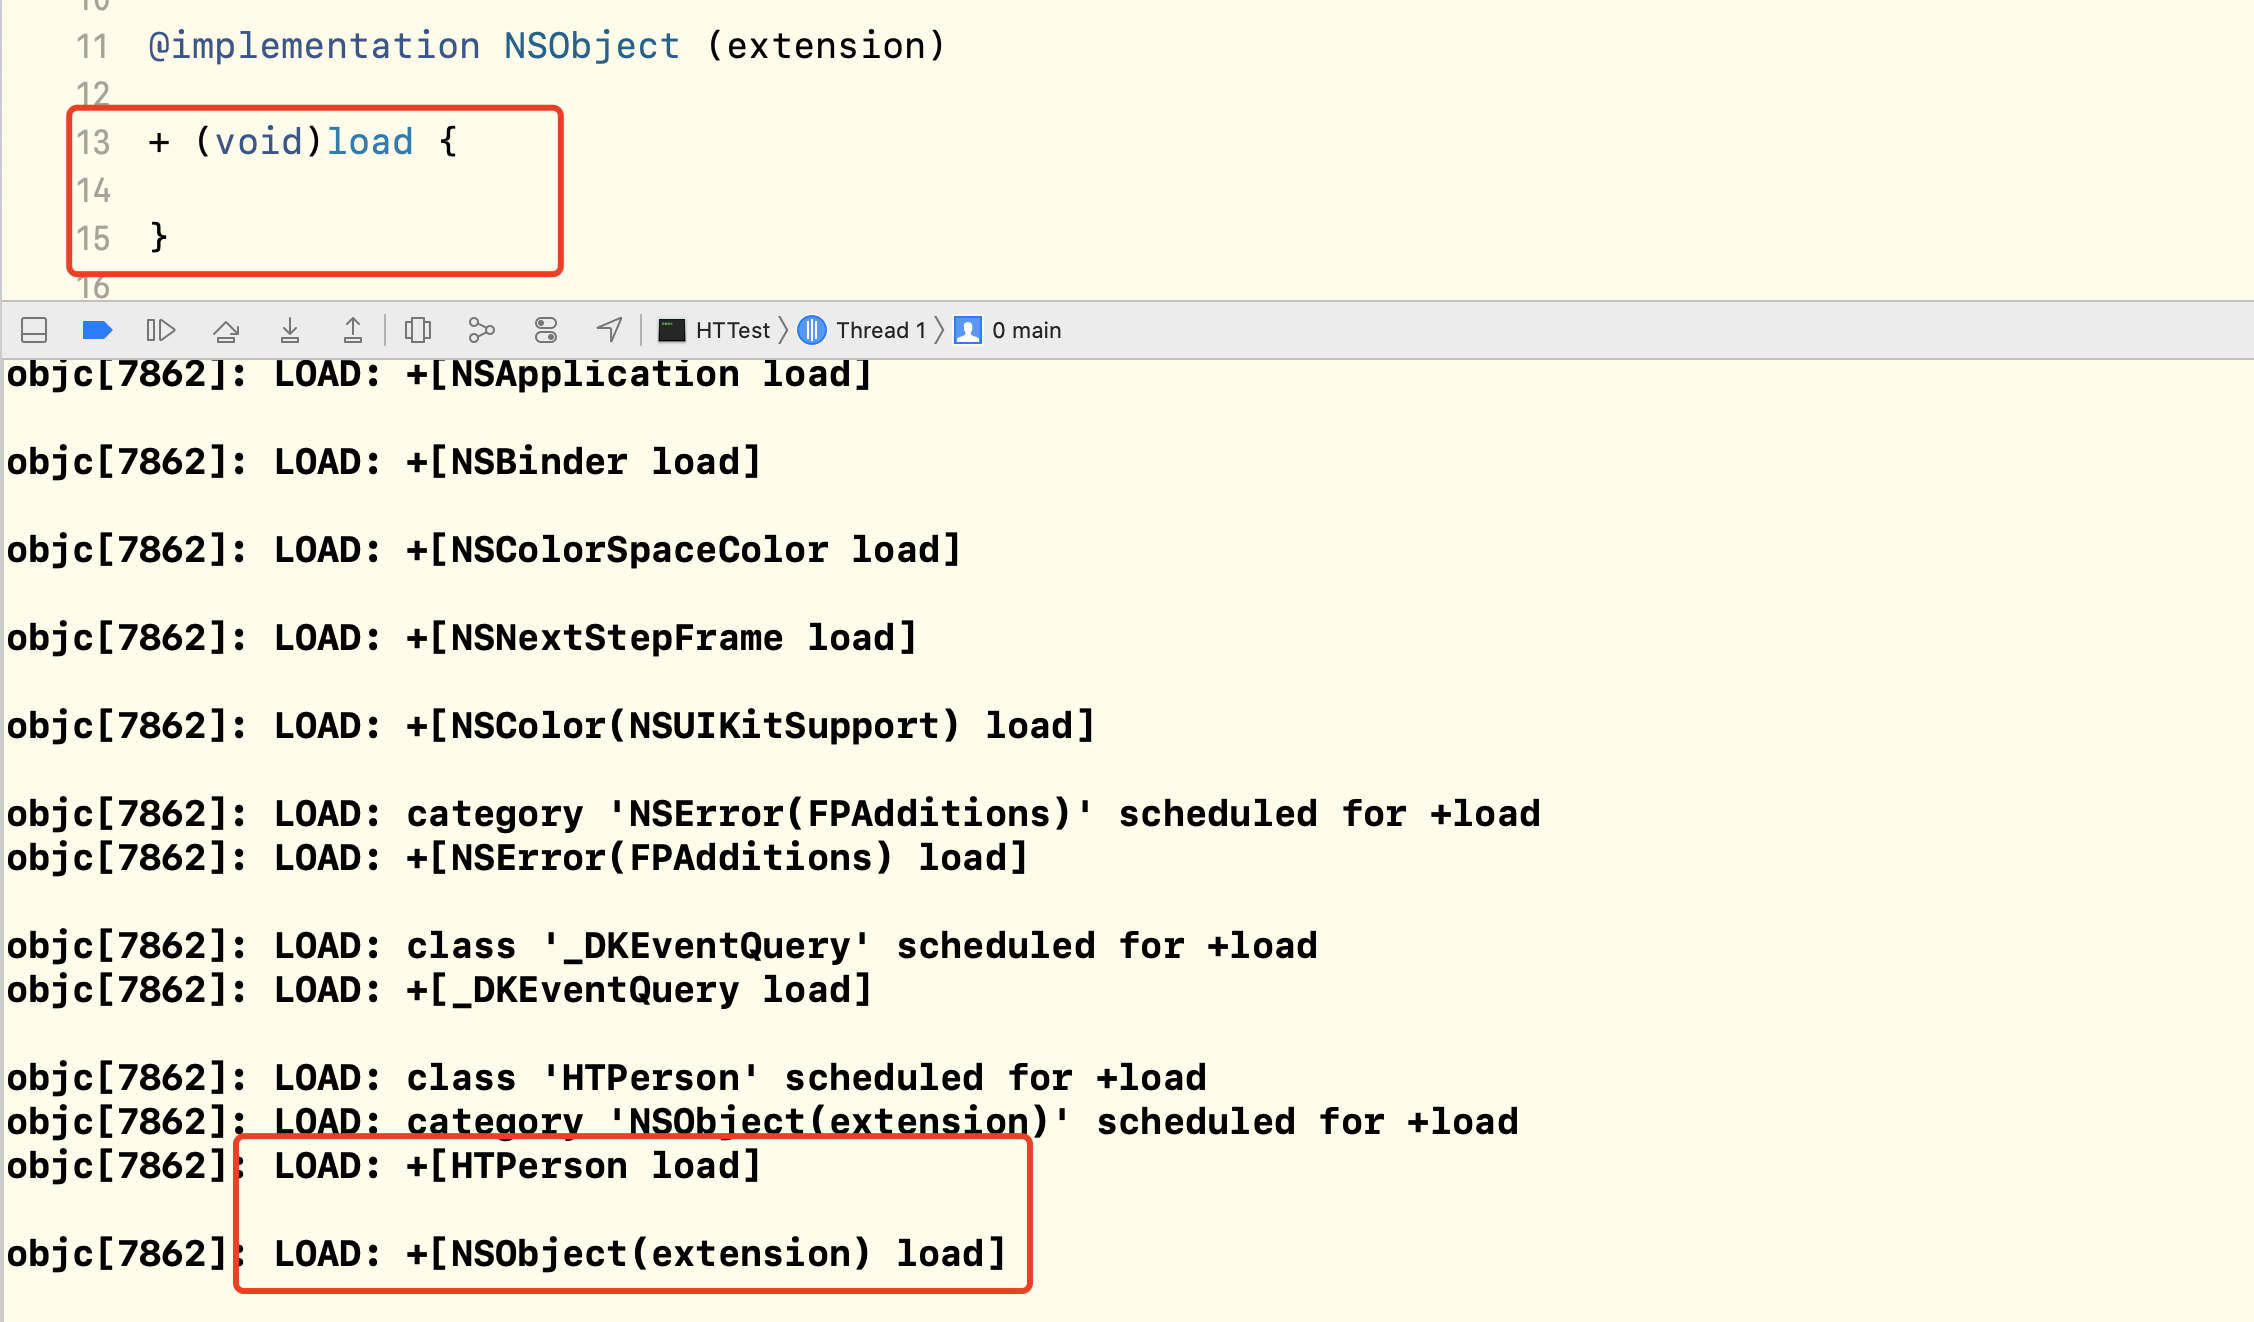 10
11 @implementation NSObject (extension)
12
13 + (void)load {
14
15 }
16
HTTest Thread 1 0 main
objc[7862]: LOAD: +[NSApplication load]
objc[7862]: LOAD: +[NSBinder load]
objc[7862]: LOAD: +[NSColorSpaceColor load]
objc[7862]: LOAD: +[NSNextStepFrame load]
objc[7862]: LOAD: +[NSColor(NSUIKitSupport) load]
objc[7862]: LOAD: category 'NSError(FPAdditions)' scheduled for +load
objc[7862]: LOAD: +[NSError(FPAdditions) load]
objc[7862]: LOAD: class '_DKEventQuery' scheduled for +load
objc[7862]: LOAD: +[_DKEventQuery load]
objc[7862]: LOAD: class 'HTPerson' scheduled for +load
objc[7862]: LOAD: category 'NSObject(extension)' scheduled for +load
objc[7862]: LOAD: +[HTPerson load]
objc[7862]: LOAD: +[NSObject(extension) load]